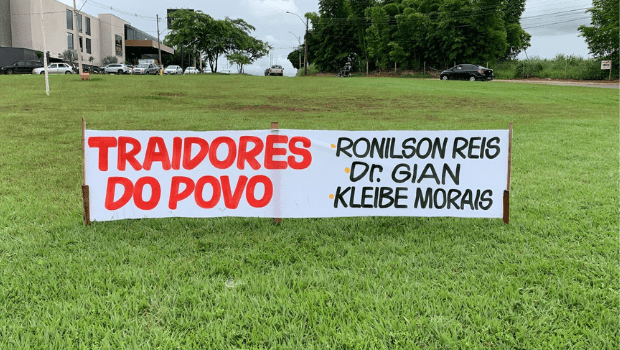 TRAIDORES
DO POVO
RONILSON REIS
Dr. GIAN
KLEIBE MORAIS